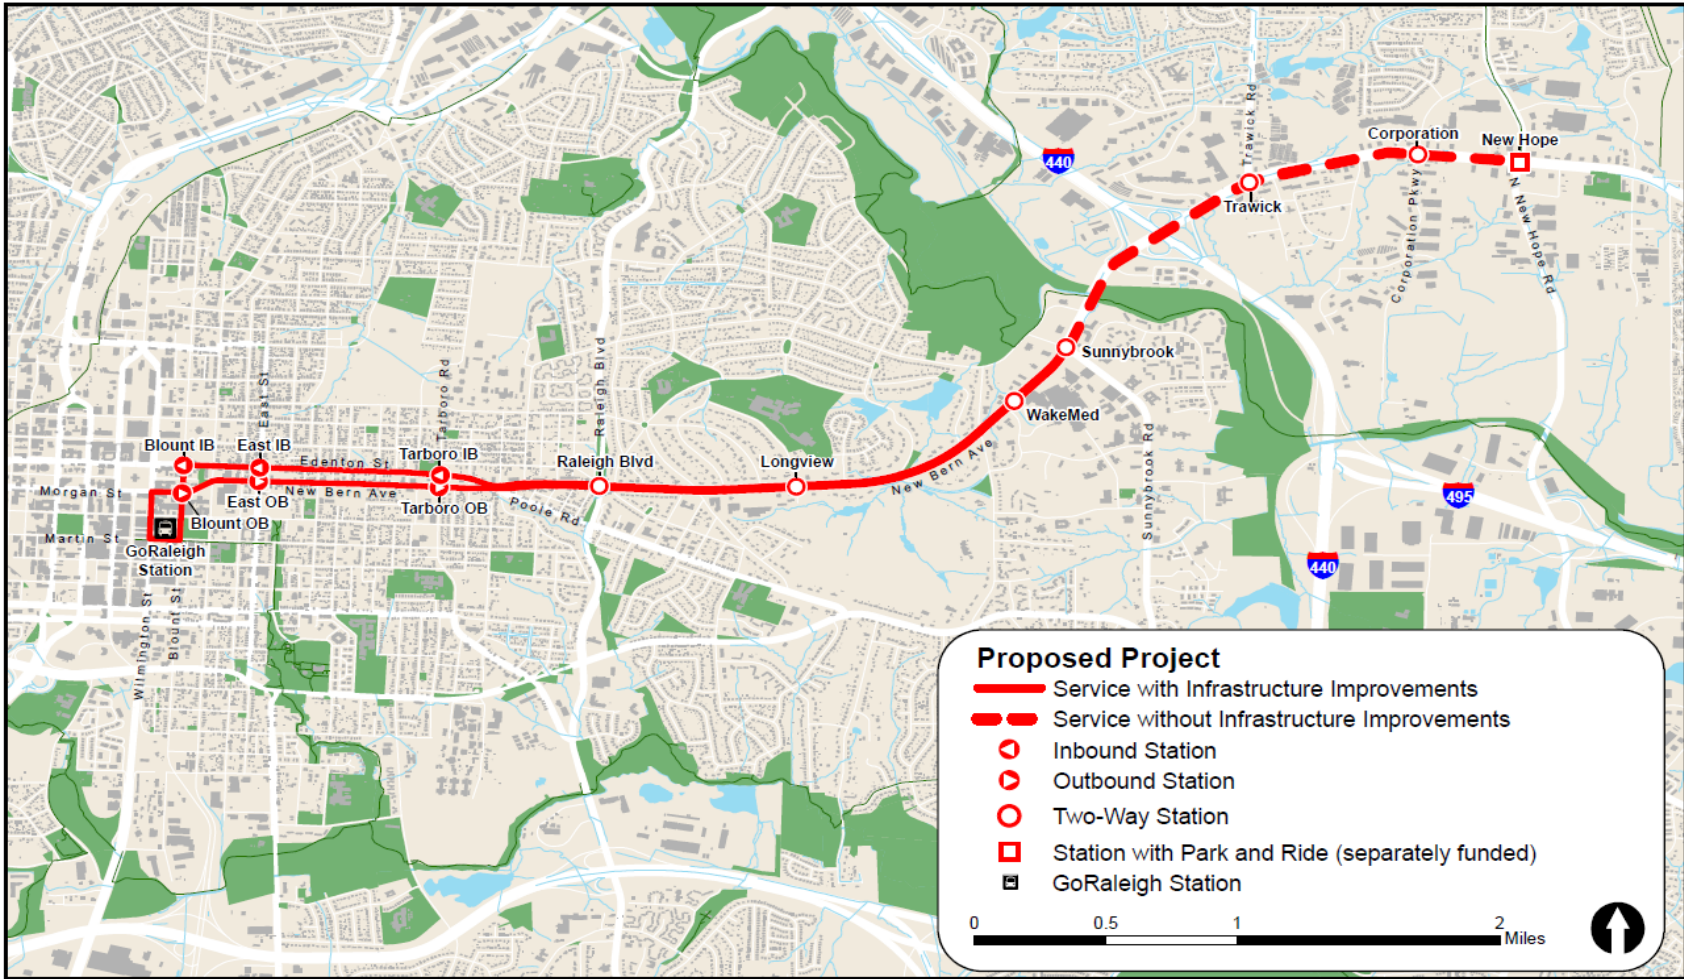 Trawick Rd
Corporation
New Hope
440
Trawick
Corporation Pkwy
N New Hope Rd
Sunnybrook
Raleigh Blvd
Tarboro Rd
East St
WakeMed
Blount IB
East IB
Edenton St
Tarboro IB
Raleigh Blvd
Longview
New Bern Ave
Sunnybrook Rd
Morgan St
New Bern Ave
East OB
Tarboro OB
Poole Rd
495
Blount OB
Martin St
GoRaleigh
Station
440
Wilmington St
Blount St
Proposed Project
Service with Infrastructure Improvements
Service without Infrastructure Improvements
Inbound Station
Outbound Station
Two-Way Station
Station with Park and Ride (separately funded)
GoRaleigh Station
0 0.5 1 2
Miles